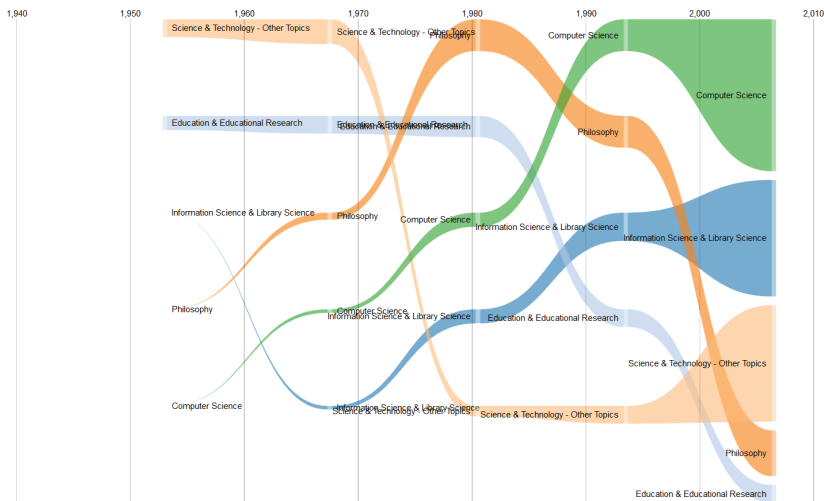 1,940 1,950 1,960 1,970 1,980 1,990 2,000 2,010
Science & Technology - Other Topics
Science & Technology - Other Topics
Philosophy
Computer Science
Computer Science
Education & Educational Research
Education & Educational Research
Education & Educational Research
Philosophy
Information Science & Library Science
Philosophy
Computer Science
Information Science & Library Science
Information Science & Library Science
Philosophy
Computer Science
Information Science & Library Science
Education & Educational Research
Science & Technology - Other Topics
Computer Science
Information Science & Library Science
Science & Technology - Other Topics
Science & Technology - Other Topics
Philosophy
Education & Educational Research